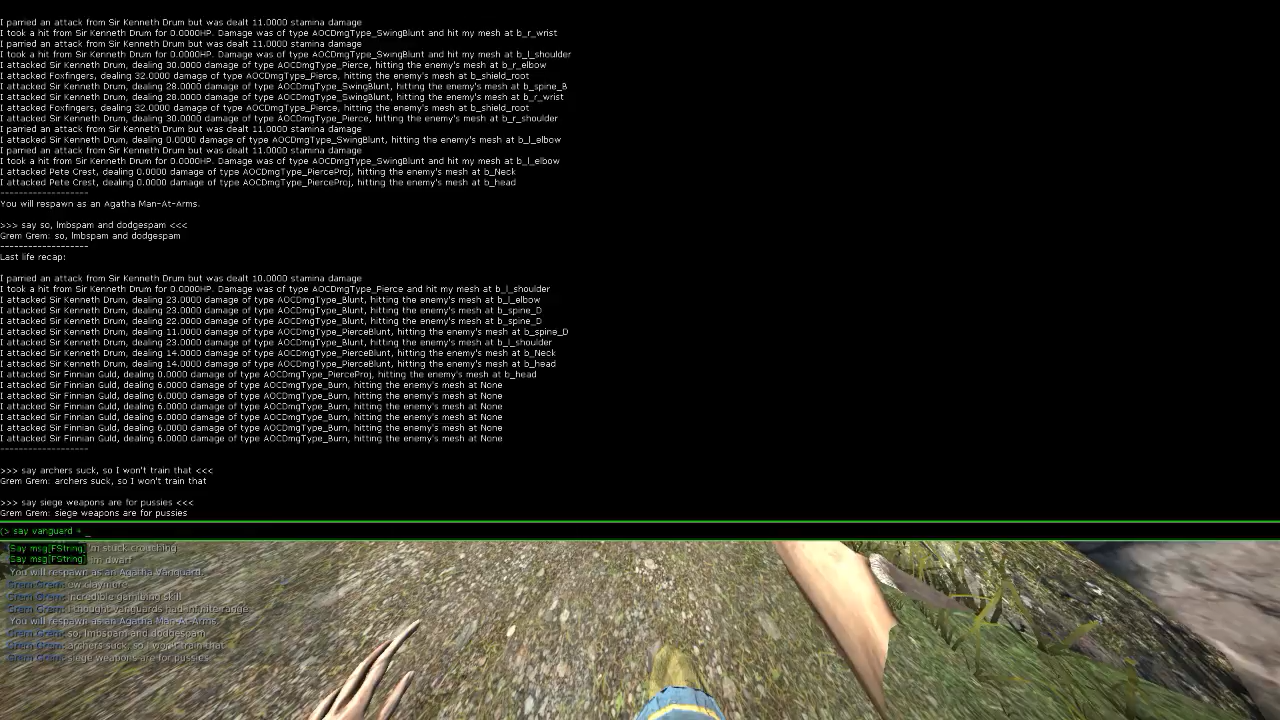 I parried an attack from Sir Kenneth Drum but was dealt 11.0000 stamina damage
I took a hit from Sir Kenneth Drum for 0.0000HP. Damage was of type AOCDmgType_SwingBlunt and hit my mesh at b_r_wrist
I parried an attack from Sir Kenneth Drum but was dealt 11.0000 stamina damage
I took a hit from Sir Kenneth Drum for 0.0000HP. Damage was of type AOCDmgType_SwingBlunt and hit my mesh at b_l_shoulder
I attacked Sir Kenneth Drum, dealing 30.0000 damage of type AOCDmgType_Pierce, hitting the enemy's mesh at b_r_elbow
I attacked Foxfingers, dealing 32.0000 damage of type AOCDmgType_Pierce, hitting the enemy's mesh at b_shield_root
I attacked Sir Kenneth Drum, dealing 28.0000 damage of type AOCDmgType_SwingBlunt, hitting the enemy's mesh at b_spine_B
I attacked Sir Kenneth Drum, dealing 28.0000 damage of type AOCDmgType_SwingBlunt, hitting the enemy's mesh at b_r_wrist
I attacked Foxfingers, dealing 32.0000 damage of type AOCDmgType_Pierce, hitting the enemy's mesh at b_shield_root
I attacked Sir Kenneth Drum, dealing 30.0000 damage of type AOCDmgType_Pierce, hitting the enemy's mesh at b_r_shoulder
I parried an attack from Sir Kenneth Drum but was dealt 11.0000 stamina damage
I attacked Sir Kenneth Drum, dealing 0.0000 damage of type AOCDmgType_SwingBlunt, hitting the enemy's mesh at b_l_elbow
I parried an attack from Sir Kenneth Drum but was dealt 11.0000 stamina damage
I took a hit from Sir Kenneth Drum for 0.0000HP. Damage was of type AOCDmgType_SwingBlunt and hit my mesh at b_l_elbow
I attacked Pete Crest, dealing 0.0000 damage of type AOCDmgType_PierceProj, hitting the enemy's mesh at b_Neck
I attacked Pete Crest, dealing 0.0000 damage of type AOCDmgType_PierceProj, hitting the enemy's mesh at b_head
-------------------
You will respawn as an Agatha Man-At-Arms.
>>> say so, lmbspam and dodgespam <<<
Grem Grem: so, lmbspam and dodgespam
-------------------
Last life recap:
I parried an attack from Sir Kenneth Drum but was dealt 10.0000 stamina damage
I took a hit from Sir Kenneth Drum for 0.0000HP. Damage was of type AOCDmgType_Pierce and hit my mesh at b_l_shoulder
I attacked Sir Kenneth Drum, dealing 23.0000 damage of type AOCDmgType_Blunt, hitting the enemy's mesh at b_l_elbow
I attacked Sir Kenneth Drum, dealing 23.0000 damage of type AOCDmgType_Blunt, hitting the enemy's mesh at b_spine_D
I attacked Sir Kenneth Drum, dealing 22.0000 damage of type AOCDmgType_Blunt, hitting the enemy's mesh at b_spine_D
I attacked Sir Kenneth Drum, dealing 11.0000 damage of type AOCDmgType_PierceBlunt, hitting the enemy's mesh at b_spine_D
I attacked Sir Kenneth Drum, dealing 23.0000 damage of type AOCDmgType_Blunt, hitting the enemy's mesh at b_l_shoulder
I attacked Sir Kenneth Drum, dealing 14.0000 damage of type AOCDmgType_PierceBlunt, hitting the enemy's mesh at b_Neck
I attacked Sir Kenneth Drum, dealing 14.0000 damage of type AOCDmgType_PierceBlunt, hitting the enemy's mesh at b_head
I attacked Sir Finnian Guld, dealing 0.0000 damage of type AOCDmgType_PierceProj, hitting the enemy's mesh at b_head
I attacked Sir Finnian Guld, dealing 6.0000 damage of type AOCDmgType_Burn, hitting the enemy's mesh at None
I attacked Sir Finnian Guld, dealing 6.0000 damage of type AOCDmgType_Burn, hitting the enemy's mesh at None
I attacked Sir Finnian Guld, dealing 6.0000 damage of type AOCDmgType_Burn, hitting the enemy's mesh at None
I attacked Sir Finnian Guld, dealing 6.0000 damage of type AOCDmgType_Burn, hitting the enemy's mesh at None
I attacked Sir Finnian Guld, dealing 6.0000 damage of type AOCDmgType_Burn, hitting the enemy's mesh at None
I attacked Sir Finnian Guld, dealing 6.0000 damage of type AOCDmgType_Burn, hitting the enemy's mesh at None
-------------------
>>> say archers suck, so I won't train that <<<
Grem Grem: archers suck, so I won't train that
>>> say siege weapons are for pussies <<<
Grem Grem: siege weapons are for pussies
(> say vanguard + _
Say msg[FString] 'm stuck crouching
Say msg[FString] im dwarf
You will respawn as an Agatha Vanguard.
Grem Grem: ew claymore
Grem Grem: incredible gambling skill
Grem Grem: I thought vanguards had infinite range
You will respawn as an Agatha Man-At-Arms.
Grem Grem: so, lmbspam and dodgespam
Grem Grem: archers suck, so I won't train that
Grem Grem: siege weapons are for pussies